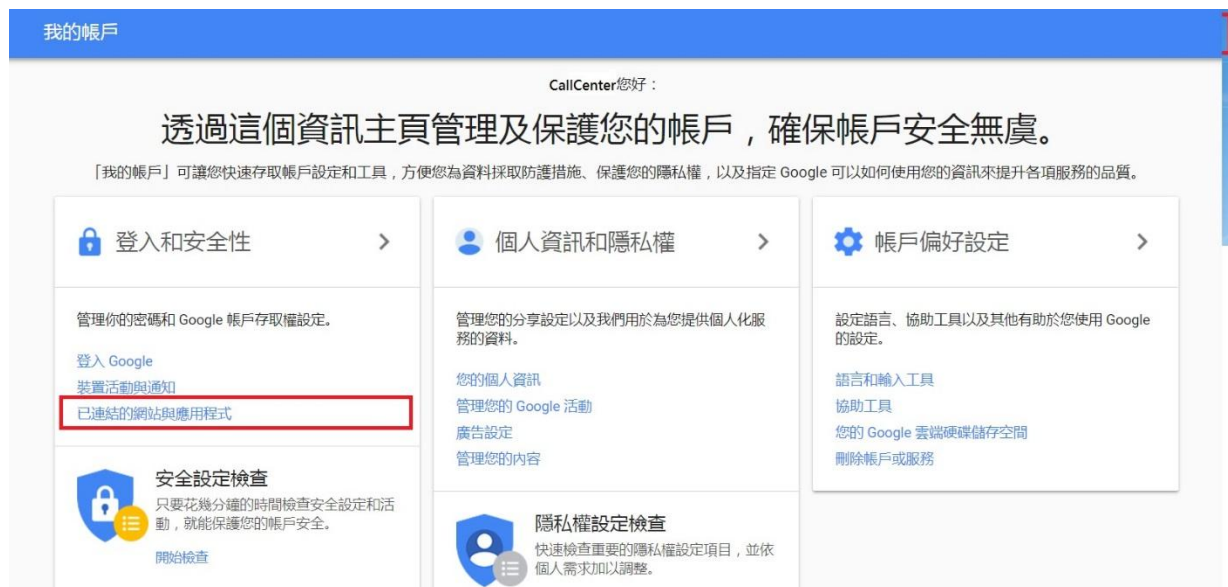 我的帳戶
CallCenter您好：
透過這個資訊主頁管理及保護您的帳戶，確保帳戶安全無虞。
「我的帳戶」可讓您快速存取帳戶設定和工具，方便您為資料採取防護措施、保護您的隱私權，以及指定 Google 可以如何使用您的資訊來提升各項服務的品質。
登入和安全性
管理你的密碼和 Google 帳戶存取權設定。
登入 Google
裝置活動與通知
已連結的網站與應用程式
安全設定檢查
只要花幾分鐘的時間檢查安全設定和活
動，就能保護您的帳戶安全。
開始檢查
個人資訊和隱私權
管理您的分享設定以及我們用於為您提供個人化服
務的資料。
您的個人資訊
管理您的 Google 活動
廣告設定
管理您的內容
隱私權設定檢查
快速檢查重要的隱私權設定項目，並依
個人需求加以調整。
帳戶偏好設定
設定語言、協助工具以及其他有助於您使用 Google
的設定。
語言和輸入工具
協助工具
您的 Google 雲端硬碟儲存空間
刪除帳戶或服務